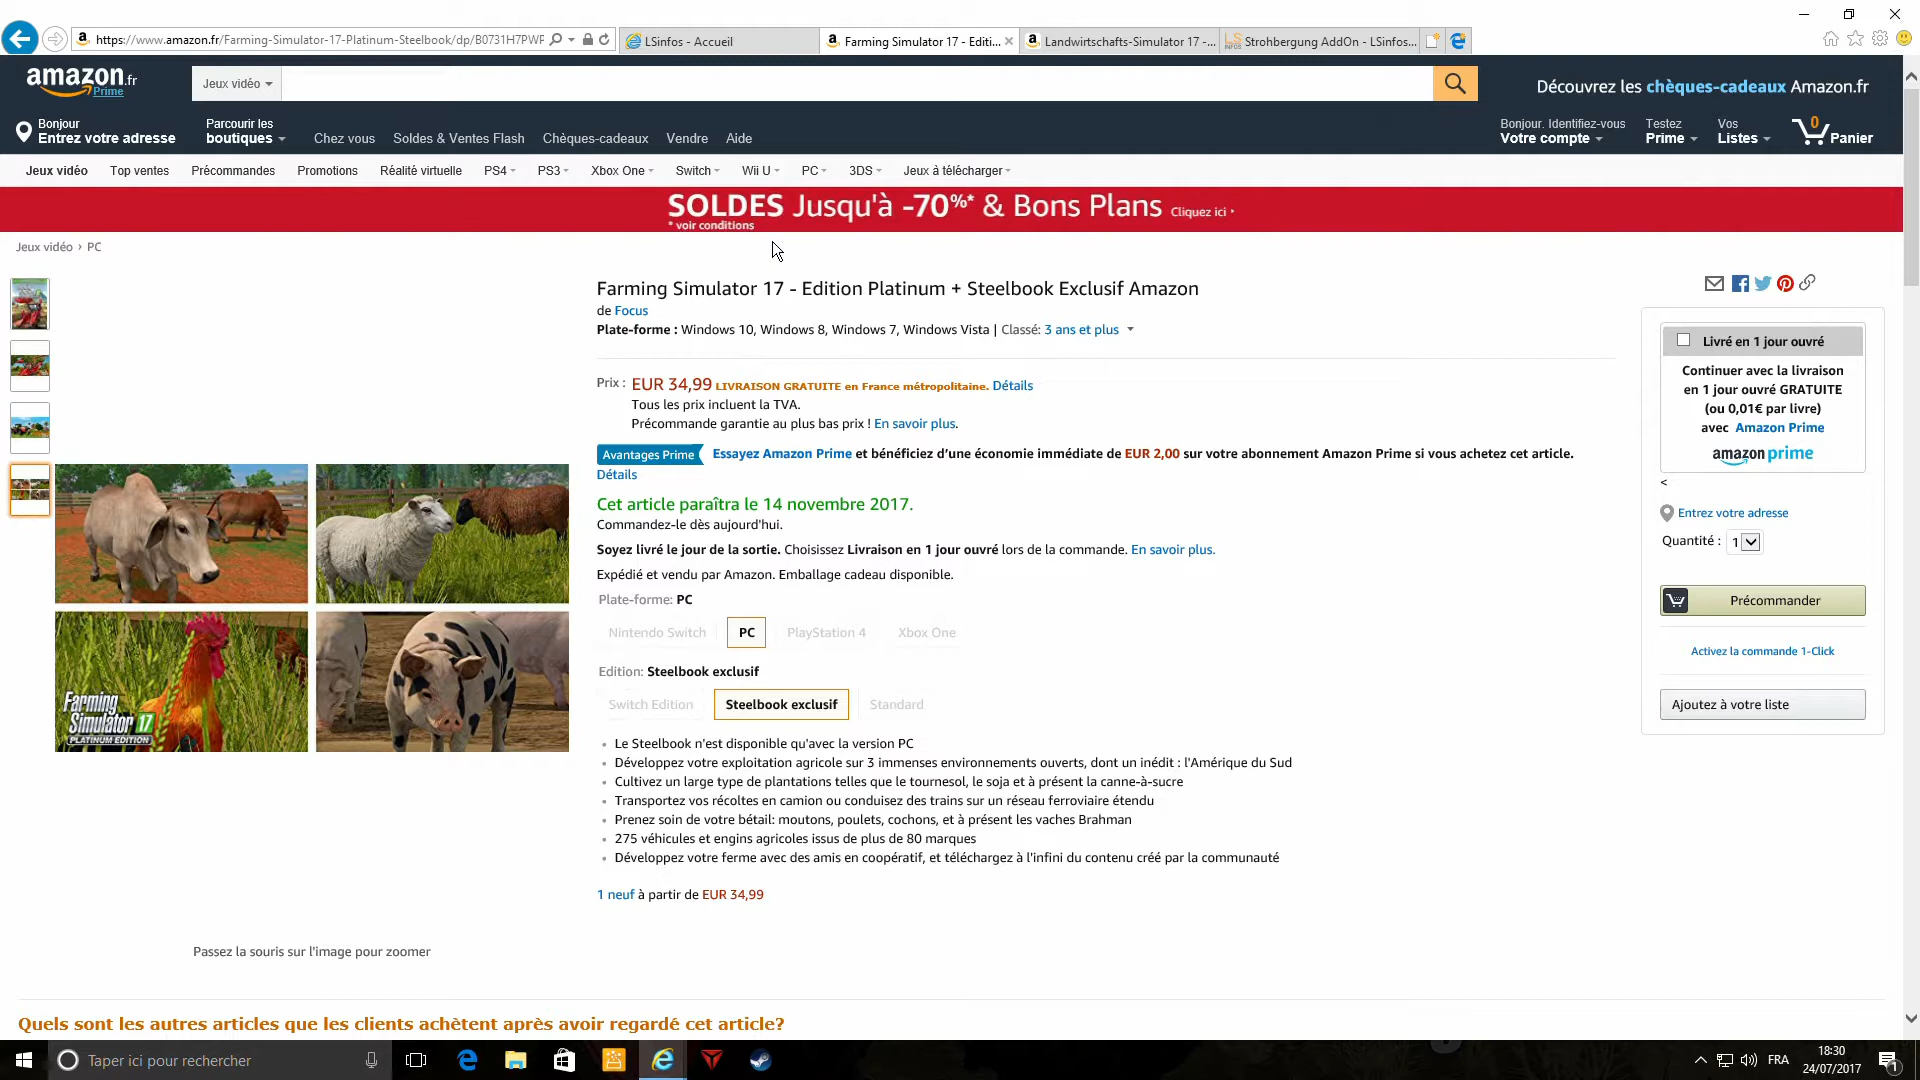 https://www.amazon.fr/Farming-Simulator-17-Platinum-Steelbook/dp/B0731H7PWP
LSinfos - Accueil
Farming Simulator 17 - Editi...
Landwirtschafts-Simulator 17 -...
Strohbergung AddOn - LSinfos...
amazon.fr
Prime
Jeux vidéo
Découvrez les chèques-cadeaux Amazon.fr
Bonjour
Entrez votre adresse
Parcourir les
boutiques
Chez vous
Soldes & Ventes Flash
Chèques-cadeaux
Vendre
Aide
Bonjour. Identifiez-vous
Votre compte
Testez
Prime
Vos
Listes
0
Panier
Jeux vidéo
Top ventes
Précommandes
Promotions
Réalité virtuelle
PS4
PS3
Xbox One
Switch
Wii U
PC
3DS
Jeux à télécharger
SOLDES Jusqu'à -70%* & Bons Plans Cliquez ici
* voir conditions
Jeux vidéo › PC
Farming Simulator 17 - Edition Platinum + Steelbook Exclusif Amazon
de Focus
Plate-forme : Windows 10, Windows 8, Windows 7, Windows Vista | Classé: 3 ans et plus
Prix : EUR 34,99 LIVRAISON GRATUITE en France métropolitaine. Détails
Tous les prix incluent la TVA.
Précommande garantie au plus bas prix ! En savoir plus.
Avantages Prime Essayez Amazon Prime et bénéficiez d’une économie immédiate de EUR 2,00 sur votre abonnement Amazon Prime si vous achetez cet article.
Détails
Cet article paraîtra le 14 novembre 2017.
Commandez-le dès aujourd'hui.
Soyez livré le jour de la sortie. Choisissez Livraison en 1 jour ouvré lors de la commande. En savoir plus.
Expédié et vendu par Amazon. Emballage cadeau disponible.
Plate-forme: PC
Nintendo Switch
PC
PlayStation 4
Xbox One
Edition: Steelbook exclusif
Switch Edition
Steelbook exclusif
Standard
Le Steelbook n'est disponible qu'avec la version PC
Développez votre exploitation agricole sur 3 immenses environnements ouverts, dont un inédit : l'Amérique du Sud
Cultivez un large type de plantations telles que le tournesol, le soja et à présent la canne-à-sucre
Transportez vos récoltes en camion ou conduisez des trains sur un réseau ferroviaire étendu
Prenez soin de votre bétail: moutons, poulets, cochons, et à présent les vaches Brahman
275 véhicules et engins agricoles issus de plus de 80 marques
Développez votre ferme avec des amis en coopératif, et téléchargez à l'infini du contenu créé par la communauté
1 neuf à partir de EUR 34,99
Farming
Simulator 17
PLATINUM EDITION
Passez la souris sur l'image pour zoomer
Livré en 1 jour ouvré
Continuer avec la livraison
en 1 jour ouvré GRATUITE
(ou 0,01€ par livre)
avec Amazon Prime
amazon prime
<
Entrez votre adresse
Quantité : 1
Précommander
Activez la commande 1-Click
Ajoutez à votre liste
Quels sont les autres articles que les clients achètent après avoir regardé cet article?
Taper ici pour rechercher
FRA
18:30
24/07/2017
1